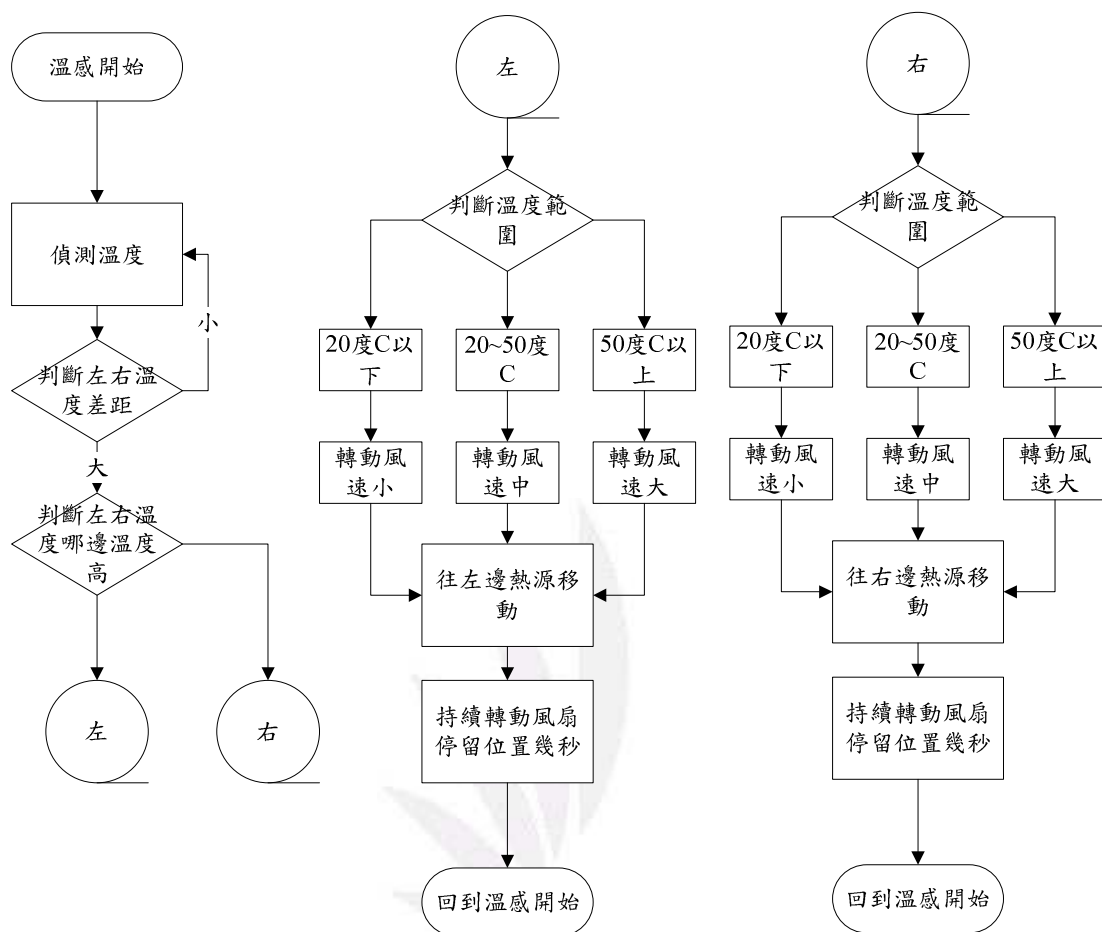 溫感開始
偵測溫度
小
判斷左右溫
度差距
大
判斷左右溫
度哪邊溫度
高
左
右
左
判斷溫度範
圍
20度C以
下
20~50度
C
50度C以
上
轉動風
速小
轉動風
速中
轉動風
速大
往左邊熱源移
動
持續轉動風扇
停留位置幾秒
回到溫感開始
右
判斷溫度範
圍
20度C以
下
20~50度
C
50度C以
上
轉動風
速小
轉動風
速中
轉動風
速大
往右邊熱源移
動
持續轉動風扇
停留位置幾秒
回到溫感開始